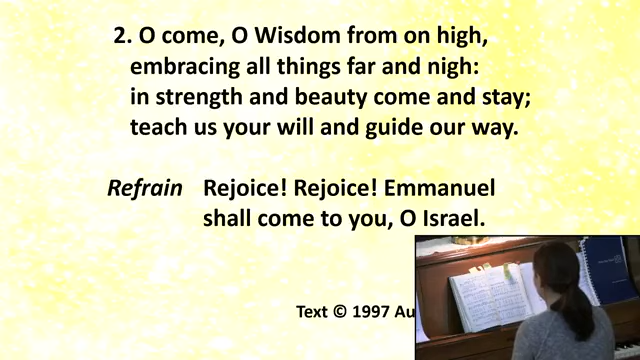 2. O come, O Wisdom from on high,
embracing all things far and nigh:
in strength and beauty come and stay;
teach us your will and guide our way.
Refrain Rejoice! Rejoice! Emmanuel
shall come to you, O Israel.
Text © 1997 Au